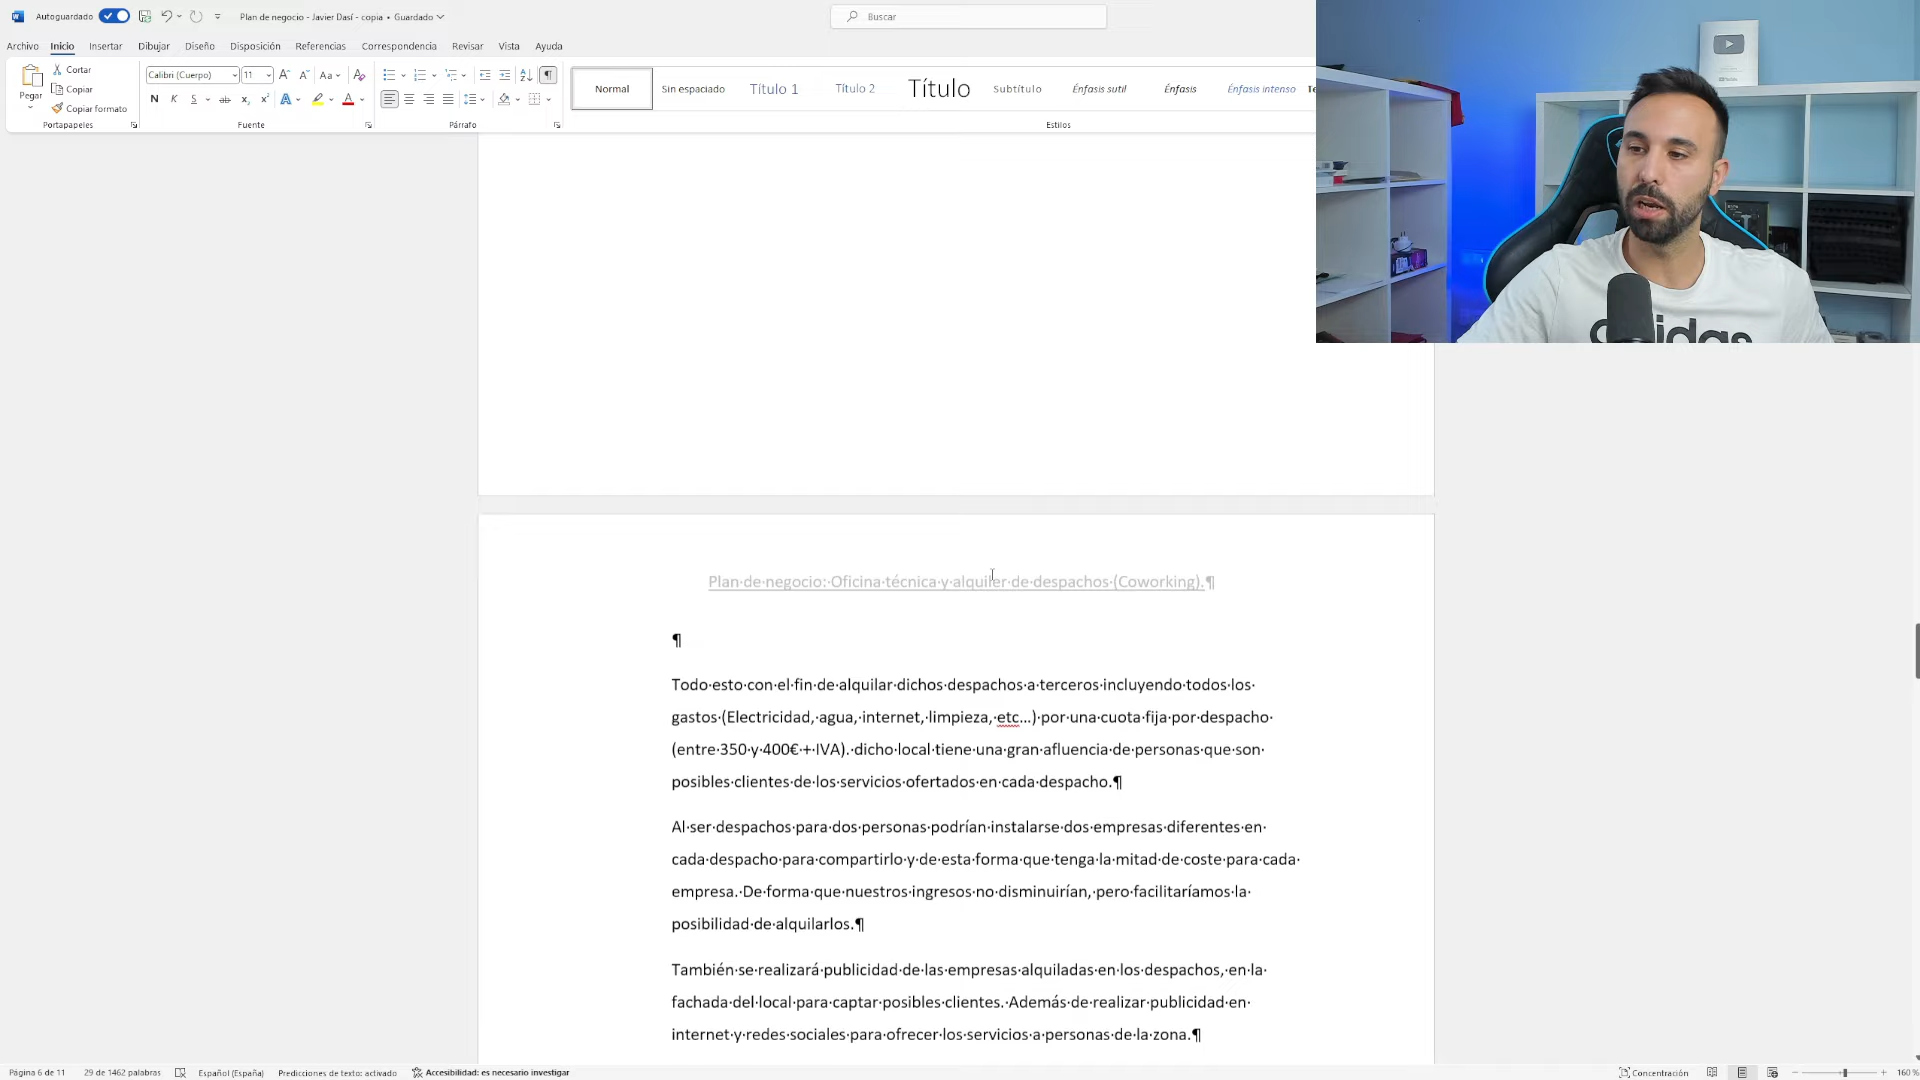 Autoguardado
Plan de negocio - Javier Dasí - copia • Guardado
Buscar
Archivo Inicio Insertar Dibujar Diseño Disposición Referencias Correspondencia Revisar Vista Ayuda
Pegar
Cortar
Copiar
Copiar formato
Portapapeles
Calibri (Cuerpo) 11
N K S ab x₂ x² A A
Fuente
Párrafo
Normal Sin espaciado Título 1 Título 2 Título Subtítulo Énfasis sutil Énfasis Énfasis intenso Te
Estilos
adidas
Plan·de·negocio:·Oficina·técnica·y·alquiler·de·despachos·(Coworking).¶
¶
Todo·esto·con·el·fin·de·alquilar·dichos·despachos·a·terceros·incluyendo·todos·los·
gastos·(Electricidad,·agua,·internet,·limpieza,·etc...)·por·una·cuota·fija·por·despacho·
(entre·350·y·400€·+·IVA).·dicho·local·tiene·una·gran·afluencia·de·personas·que·son·
posibles·clientes·de·los·servicios·ofertados·en·cada·despacho.¶
Al·ser·despachos·para·dos·personas·podrían·instalarse·dos·empresas·diferentes·en·
cada·despacho·para·compartirlo·y·de·esta·forma·que·tenga·la·mitad·de·coste·para·cada·
empresa.·De·forma·que·nuestros·ingresos·no·disminuirían,·pero·facilitaríamos·la·
posibilidad·de·alquilarlos.¶
También·se·realizará·publicidad·de·las·empresas·alquiladas·en·los·despachos,·en·la·
fachada·del·local·para·captar·posibles·clientes.·Además·de·realizar·publicidad·en·
internet·y·redes·sociales·para·ofrecer·los·servicios·a·personas·de·la·zona.¶
Página 6 de 11 29 de 1462 palabras Español (España) Predicciones de texto: activado Accesibilidad: es necesario investigar Concentración 160 %